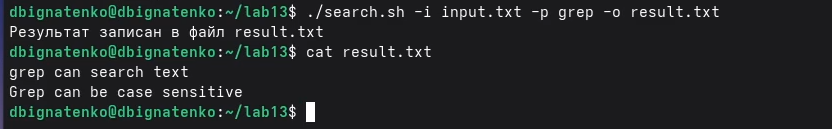 dbignatenko@dbignatenko:~/lab13$ ./search.sh -i input.txt -p grep -o result.txt
Результат записан в файл result.txt
dbignatenko@dbignatenko:~/lab13$ cat result.txt
grep can search text
Grep can be case sensitive
dbignatenko@dbignatenko:~/lab13$